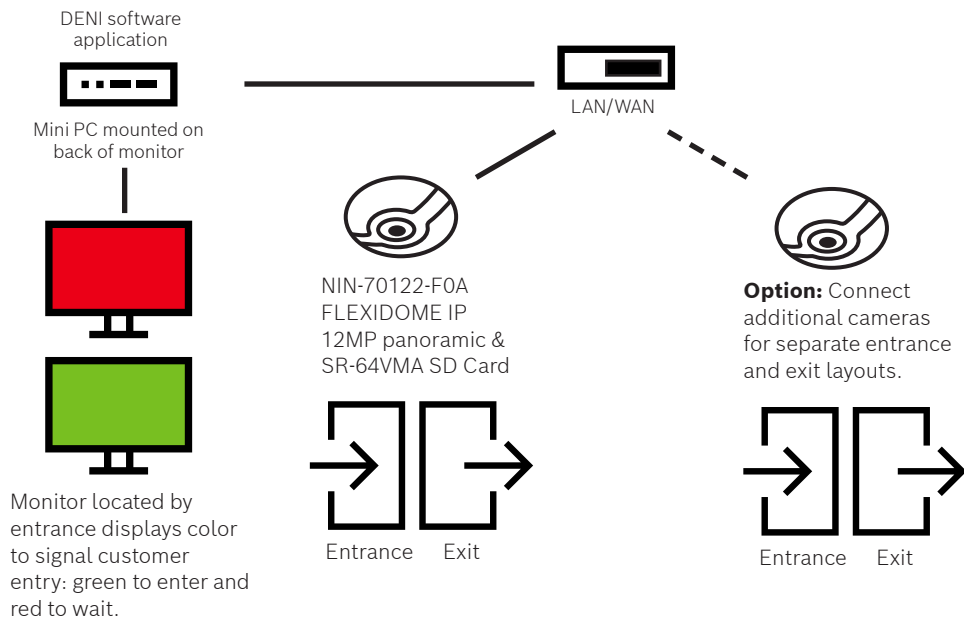 DENI software
application
Mini PC mounted on
back of monitor
LAN/WAN
NIN-70122-F0A
FLEXIDOME IP
12MP panoramic &
SR-64VMA SD Card
Option: Connect
additional cameras
for separate entrance
and exit layouts.
Monitor located by
entrance displays color
to signal customer
entry: green to enter and
red to wait.
Entrance Exit
Entrance Exit